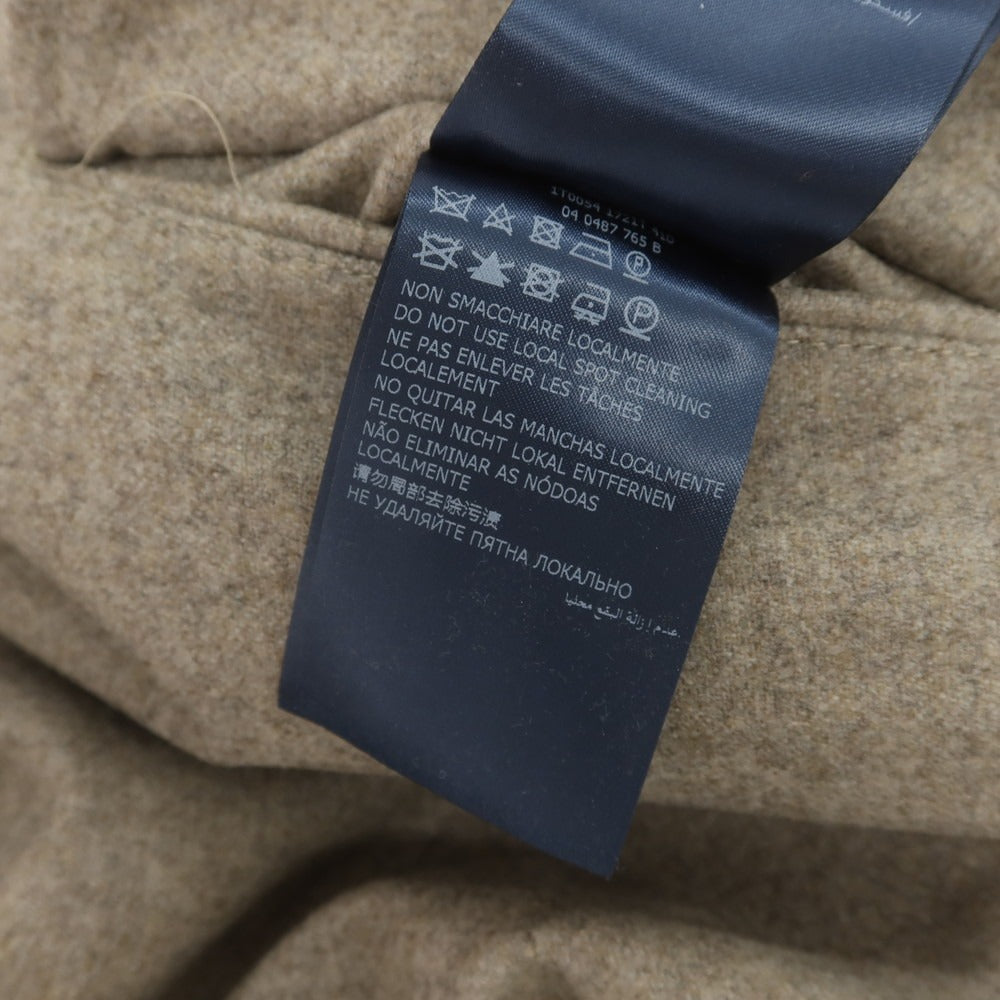 04 0487 765 8
P
P
NON SMACCHIARE LOCALMENTE
DO NOT USE LOCAL SPOT CLEANING
NE PAS ENLEVER LES TÂCHES
LOCALEMENT
NO QUITAR LAS MANCHAS LOCALMENTE
FLECKEN NICHT LOKAL ENTFERNEN
NÃO ELIMINAR AS NÓDOAS
LOCALMENTE
请勿局部去除污渍
НЕ УДАЛЯЙТЕ ПЯТНА ЛОКАЛЬНО
عدم إزالة البقع محليا